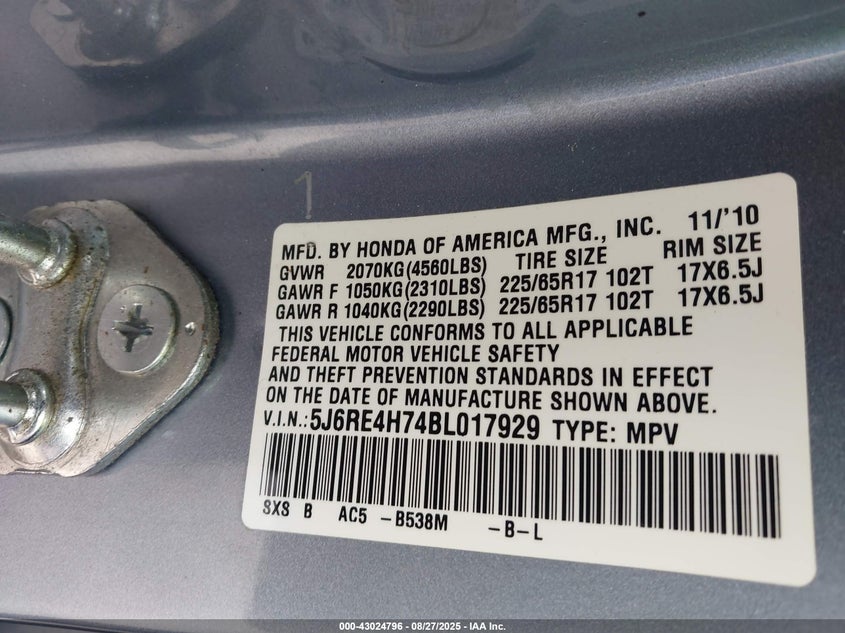 1
MFD. BY HONDA OF AMERICA MFG., INC. 11/'10
GVWR 2070KG(4560LBS) TIRE SIZE RIM SIZE
GAWR F 1050KG(2310LBS) 225/65R17 102T 17X6.5J
GAWR R 1040KG(2290LBS) 225/65R17 102T 17X6.5J
THIS VEHICLE CONFORMS TO ALL APPLICABLE
FEDERAL MOTOR VEHICLE SAFETY
AND THEFT PREVENTION STANDARDS IN EFFECT
ON THE DATE OF MANUFACTURE SHOWN ABOVE.
V.I.N.: 5J6RE4H74BL017929 TYPE: MPV
SXS B AC5 -B538M -B-L
000-43024796 - 08/27/2025 - IAA Inc.